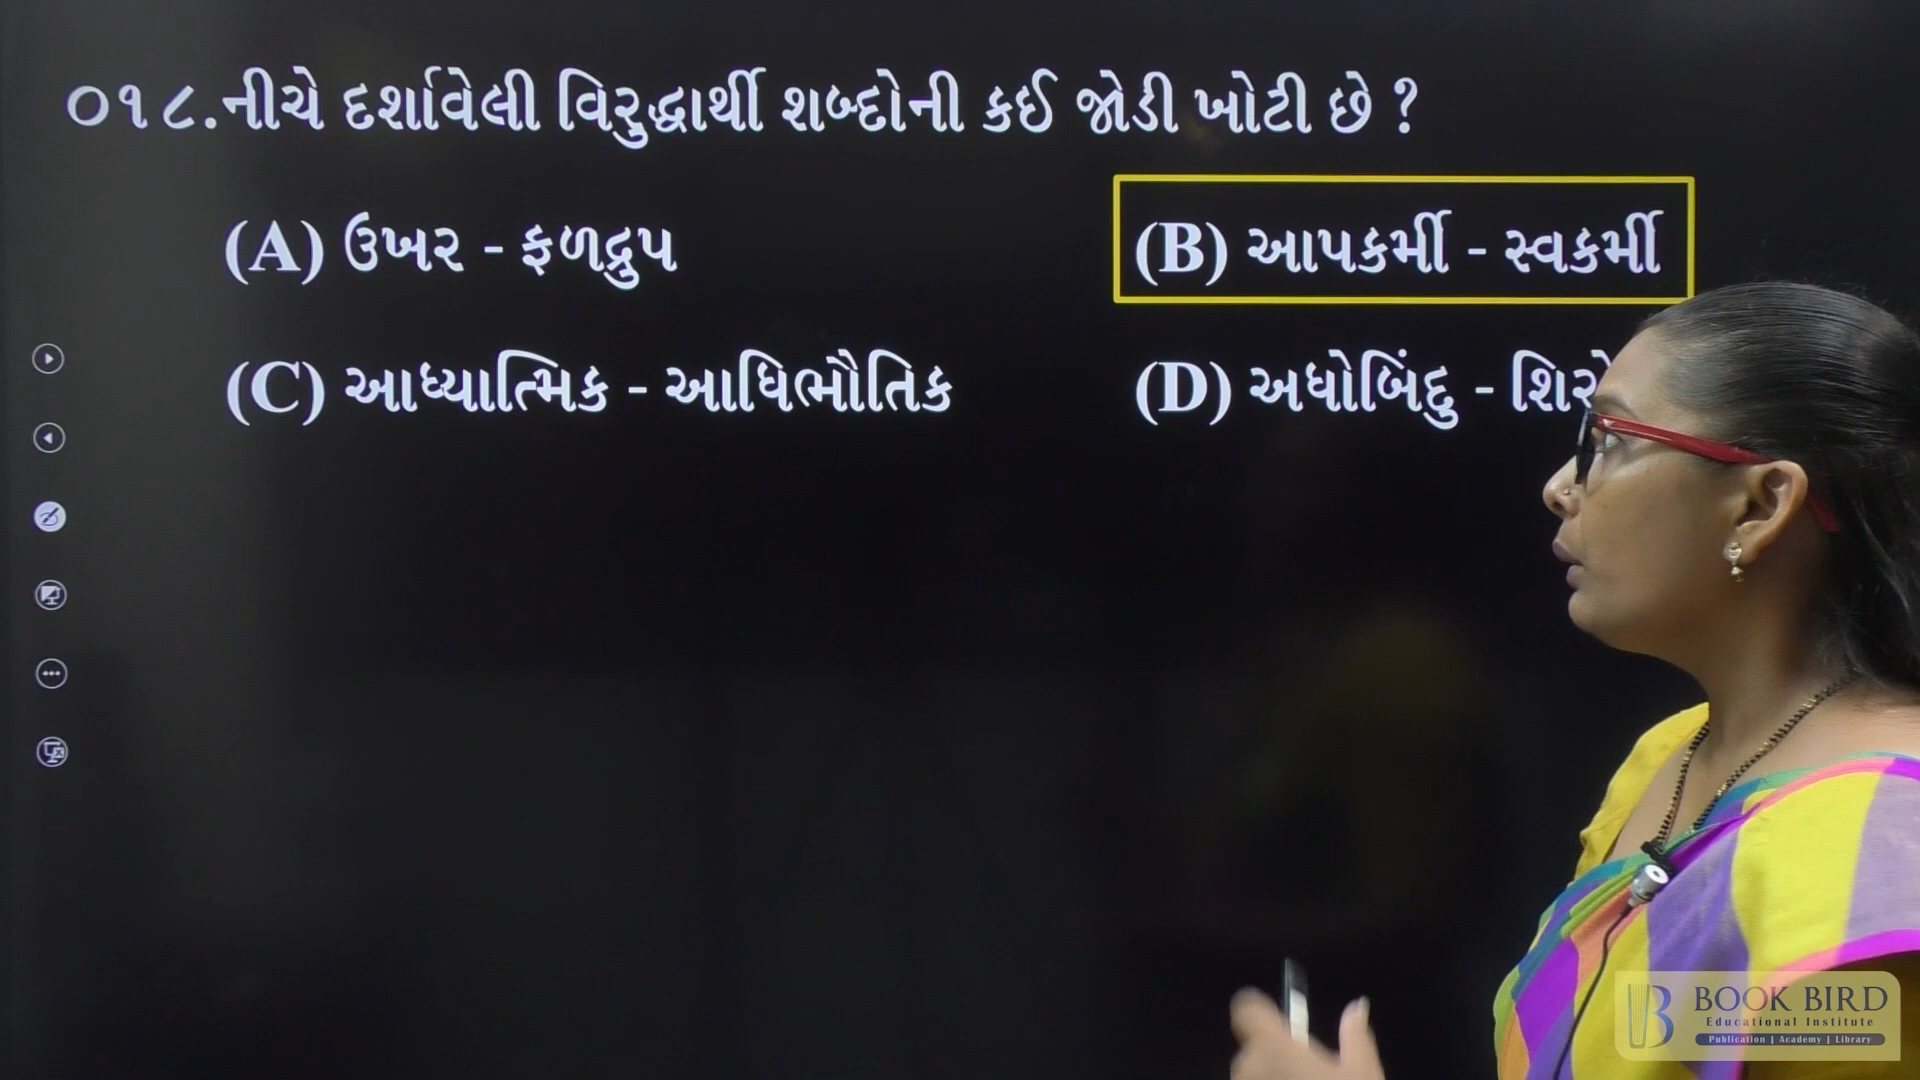 ૦૧૮.નીચે દર્શાવેલી વિરુદ્ધાર્થી શબ્દોની કઈ જોડી ખોટી છે ?
(A) ઉખર - ફળદ્રુપ
(B) આપકર્મી - સ્વકર્મી
(C) આધ્યાત્મિક - આધિભૌતિક
(D) અધોબિંદુ -
BOOK BIRD
Educational Institute
Publication | Academy | Library